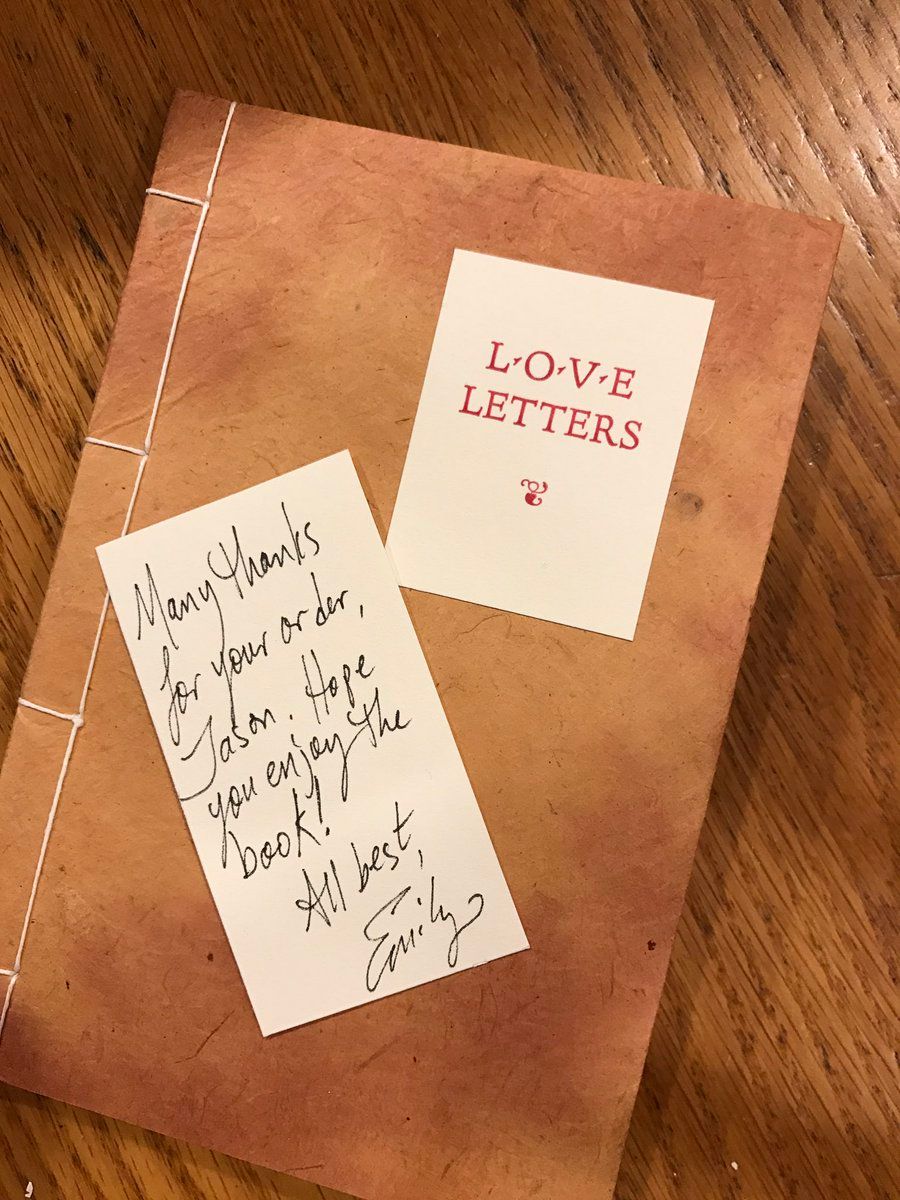 L·O·V·E
LETTERS
Many thanks
for your order,
Jason. Hope
you enjoy the
book!
All best,
Emily